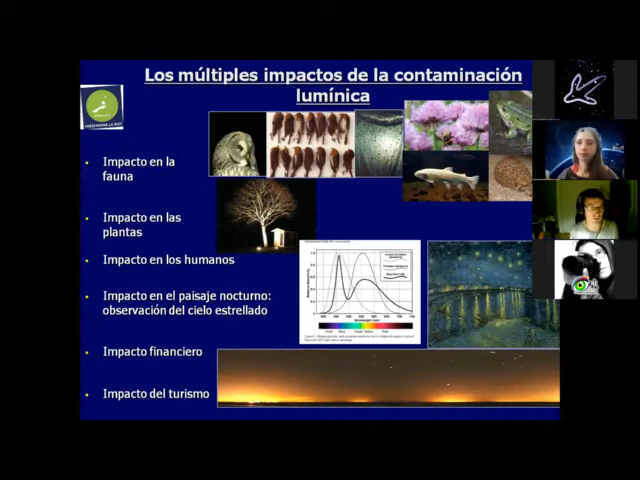 Los múltiples impactos de la contaminación
lumínica
Impacto en la
fauna
Impacto en las
plantas
Impacto en los humanos
Impacto en el paisaje nocturno:
observación del cielo estrellado
Impacto financiero
Impacto del turismo